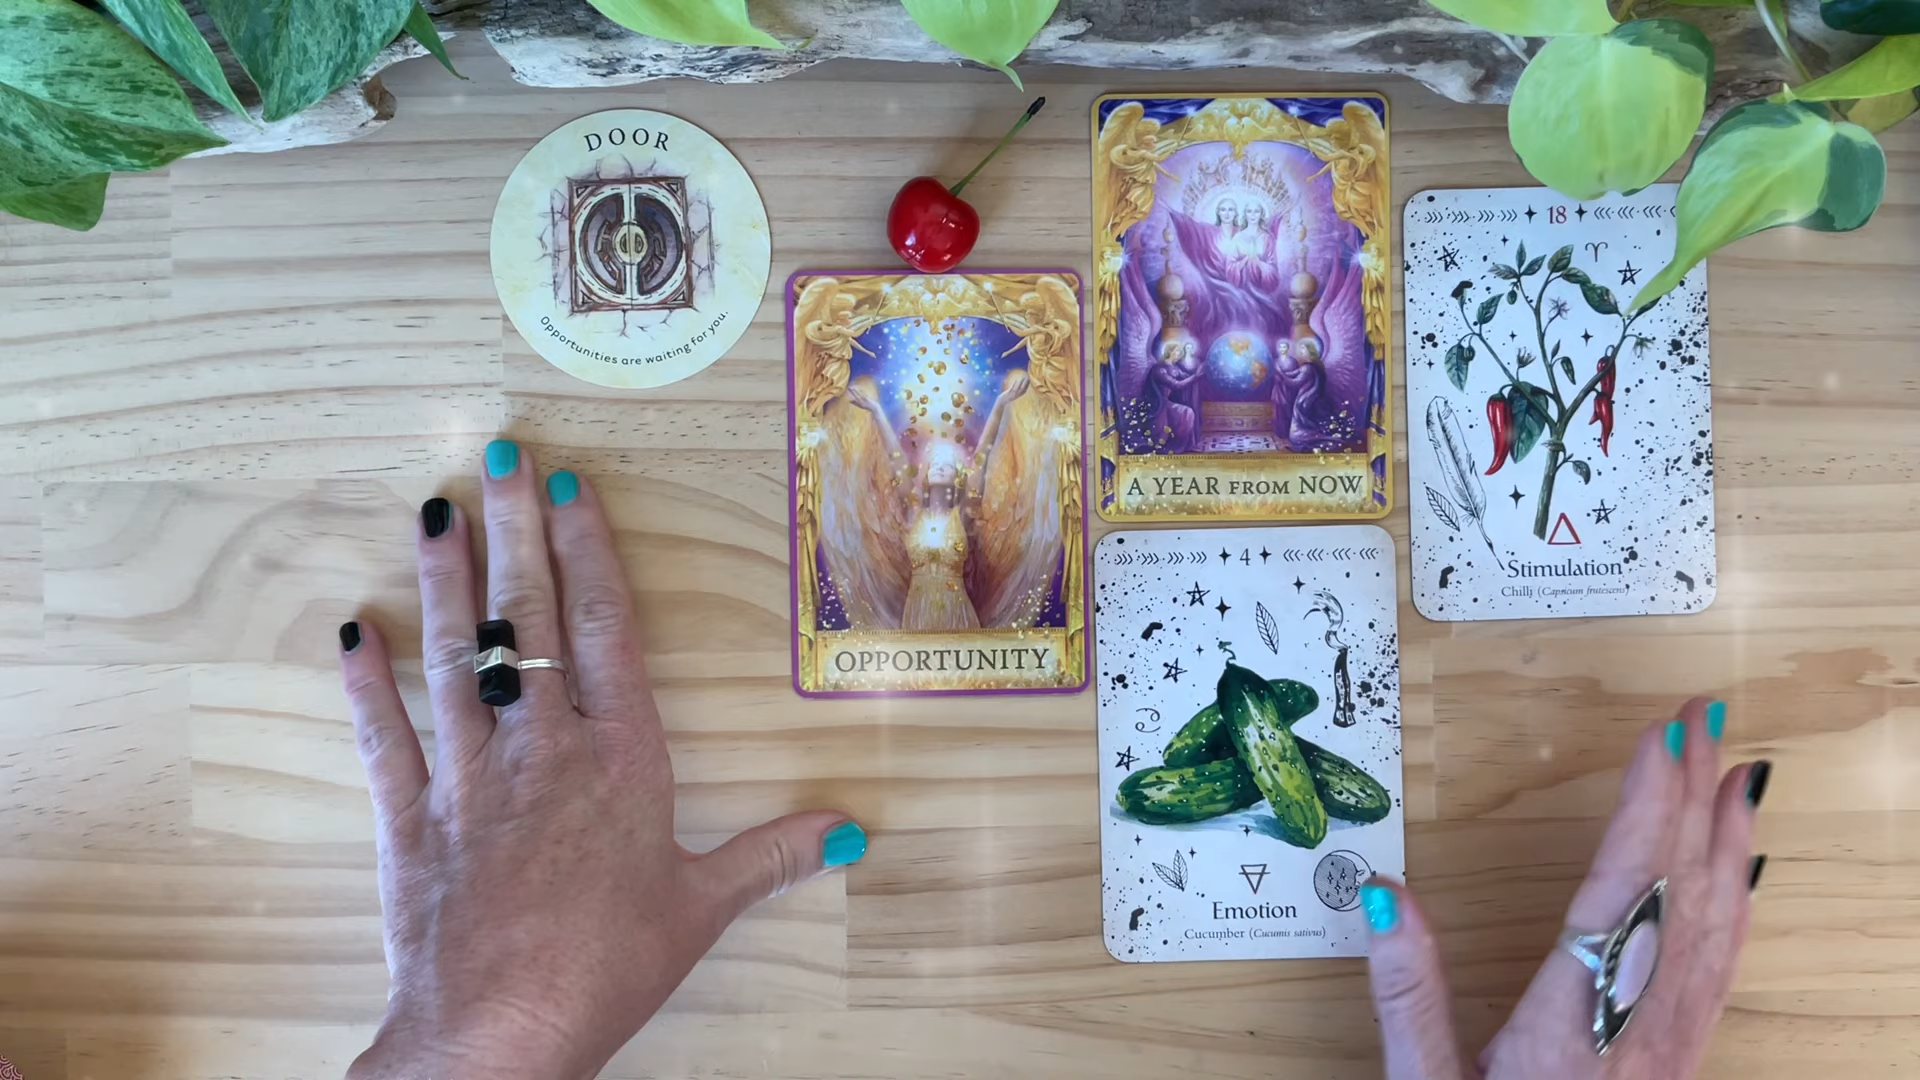 DOOR
Opportunities are waiting for you.
OPPORTUNITY
A YEAR FROM NOW
18
Stimulation
Chilli (Capsicum frutescens)
4
Emotion
Cucumber (Cucumis sativus)